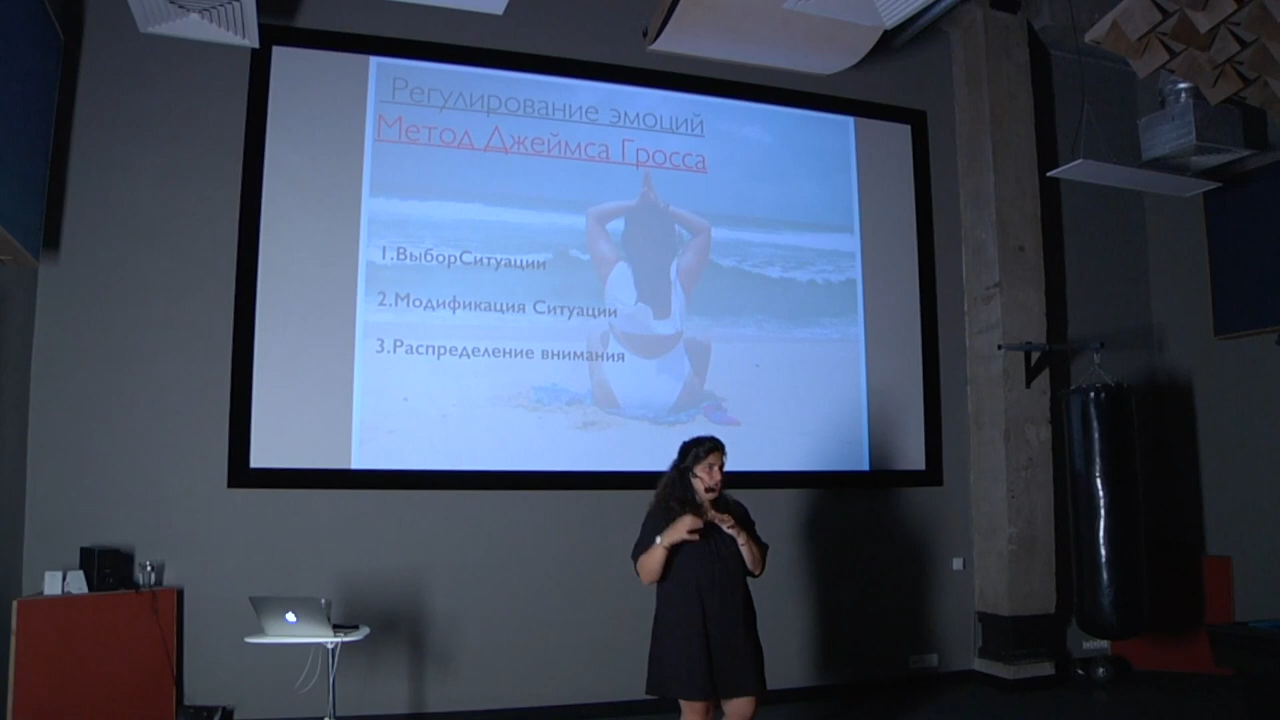 Регулирование эмоций
Метод Джеймса Гросса
1.ВыборСитуации
2.Модификация Ситуации
3.Распределение внимания